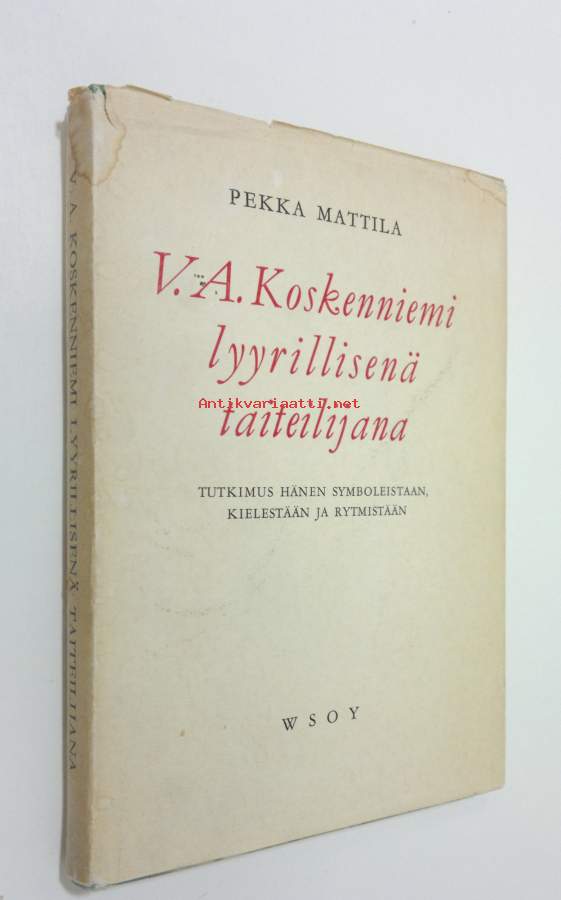 PEKKA MATTILA
V. A. Koskenniemi
lyyrillisenä
Antikvariaatti.net
taiteilijana
TUTKIMUS HÄNEN SYMBOLEISTAAN,
KIELESTÄÄN JA RYTMISTÄÄN
WSOY
V. A. KOSKENNIEMI LYYRILLISENÄ TAITEILIJANA